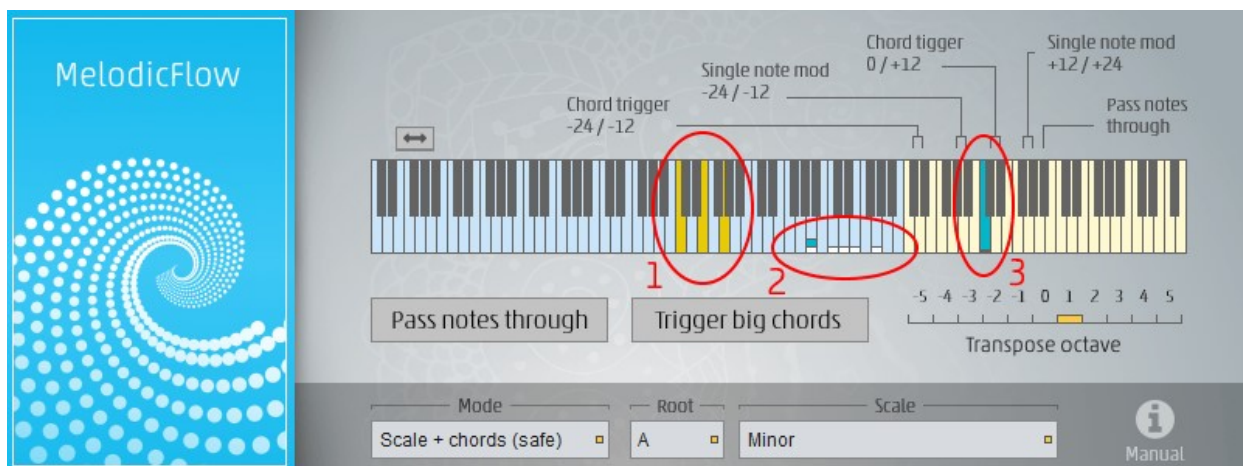 MelodicFlow
Chord tigger
0 / +12
Single note mod
+12 / +24
Single note mod
-24 / -12
Chord trigger
-24 / -12
Pass notes
through
1
2
3
-5 -4 -3 -2 -1 0 1 2 3 4 5
Pass notes through
Trigger big chords
Transpose octave
Mode
Root
Scale
Scale + chords (safe)
A
Minor
i
Manual